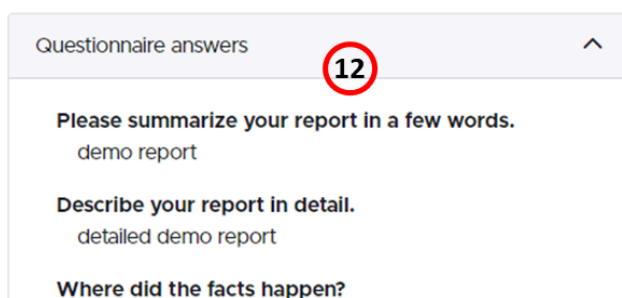 Questionnaire answers
12
Please summarize your report in a few words.
demo report
Describe your report in detail.
detailed demo report
Where did the facts happen?